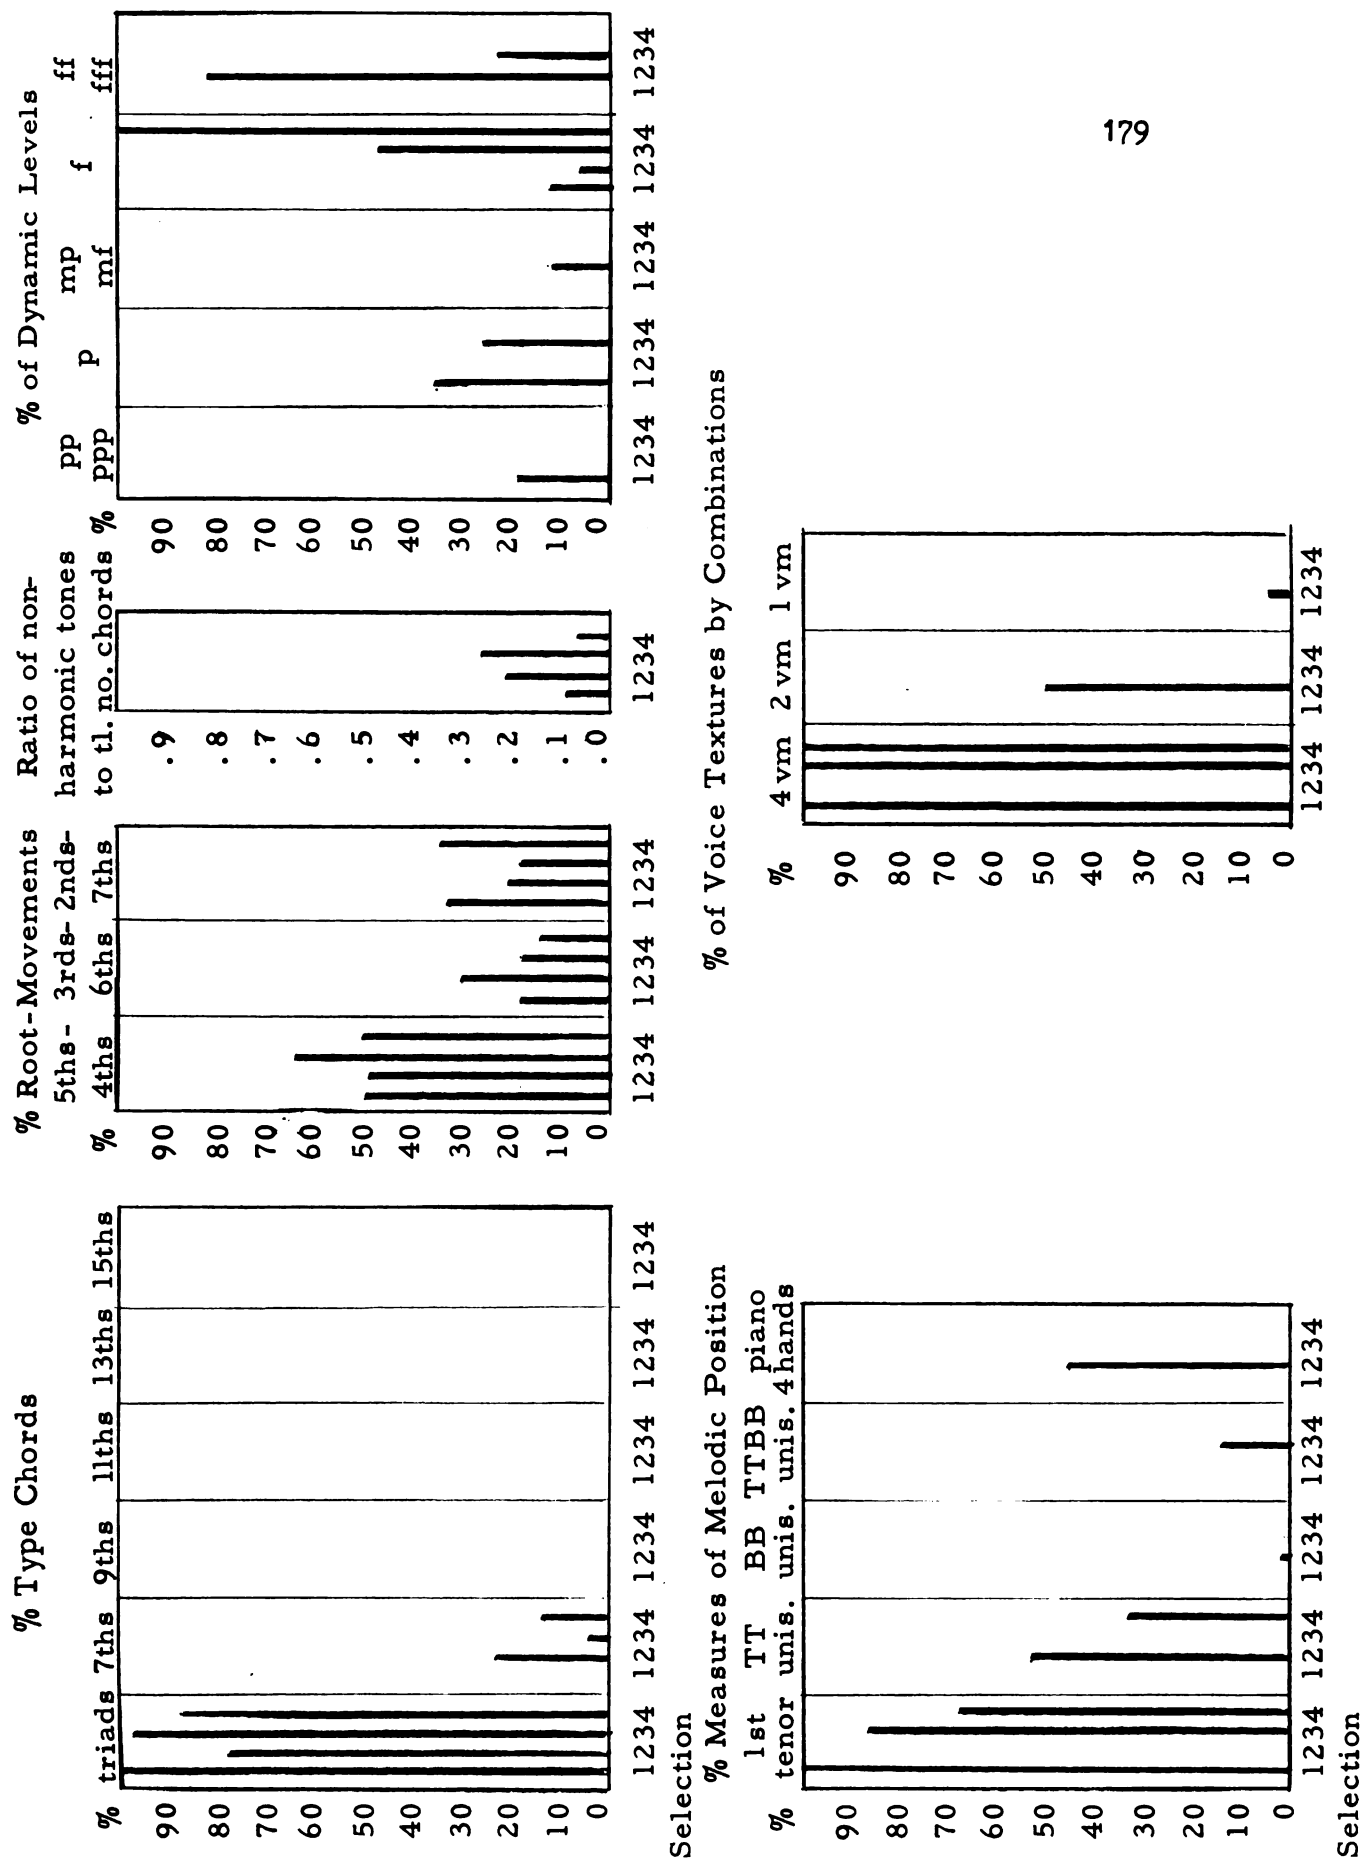 % Type Chords
% triads 7ths 9ths 11ths 13ths 15ths
90
80
70
60
50
40
30
20
10
0
1234 1234 1234 1234 1234 1234
Selection
% Root-Movements
5ths- 3rds- 2nds-
% 4ths 6ths 7ths
90
80
70
60
50
40
30
20
10
0
1234 1234 1234
Ratio of non-
harmonic tones
to tl. no. chords
.9
.8
.7
.6
.5
.4
.3
.2
.1
.0
1234
% of Dynamic Levels
pp p mp f ff
% ppp mf fff
90
80
70
60
50
40
30
20
10
0
1234 1234 1234 1234 1234
% Measures of Melodic Position
1st TT BB TTBB piano
% tenor unis. unis. unis. 4 hands
90
80
70
60
50
40
30
20
10
0
1234 1234 1234 1234 1234
Selection
% of Voice Textures by Combinations
% 4 vm 2 vm 1 vm
90
80
70
60
50
40
30
20
10
0
1234 1234 1234
179